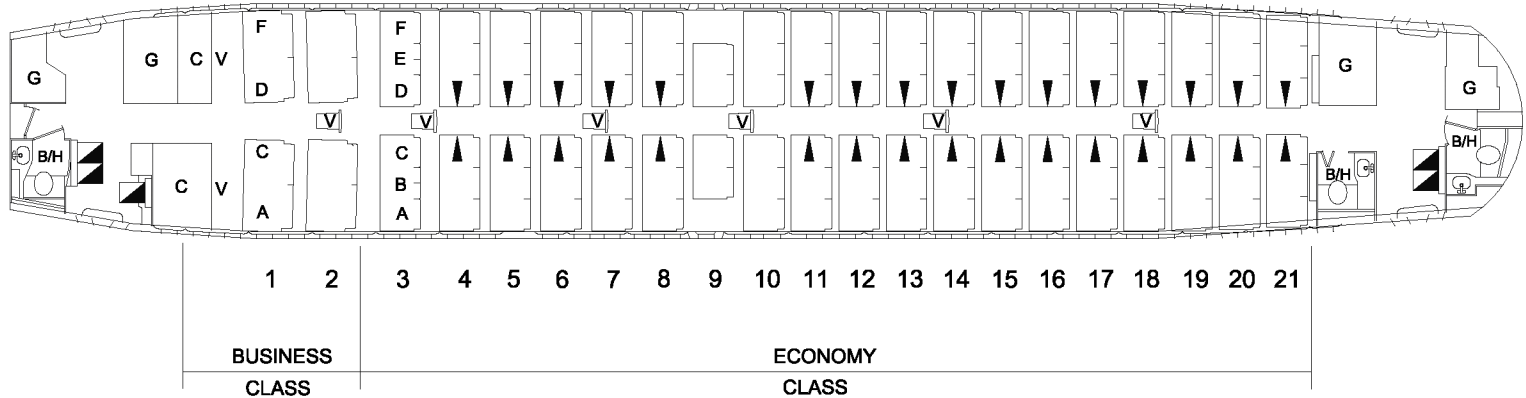 F F
G C V E
G D D G G
V V V V V V
B/H C C B/H
C V B B/H
A A
1 2 3 4 5 6 7 8 9 10 11 12 13 14 15 16 17 18 19 20 21
BUSINESS ECONOMY
CLASS CLASS